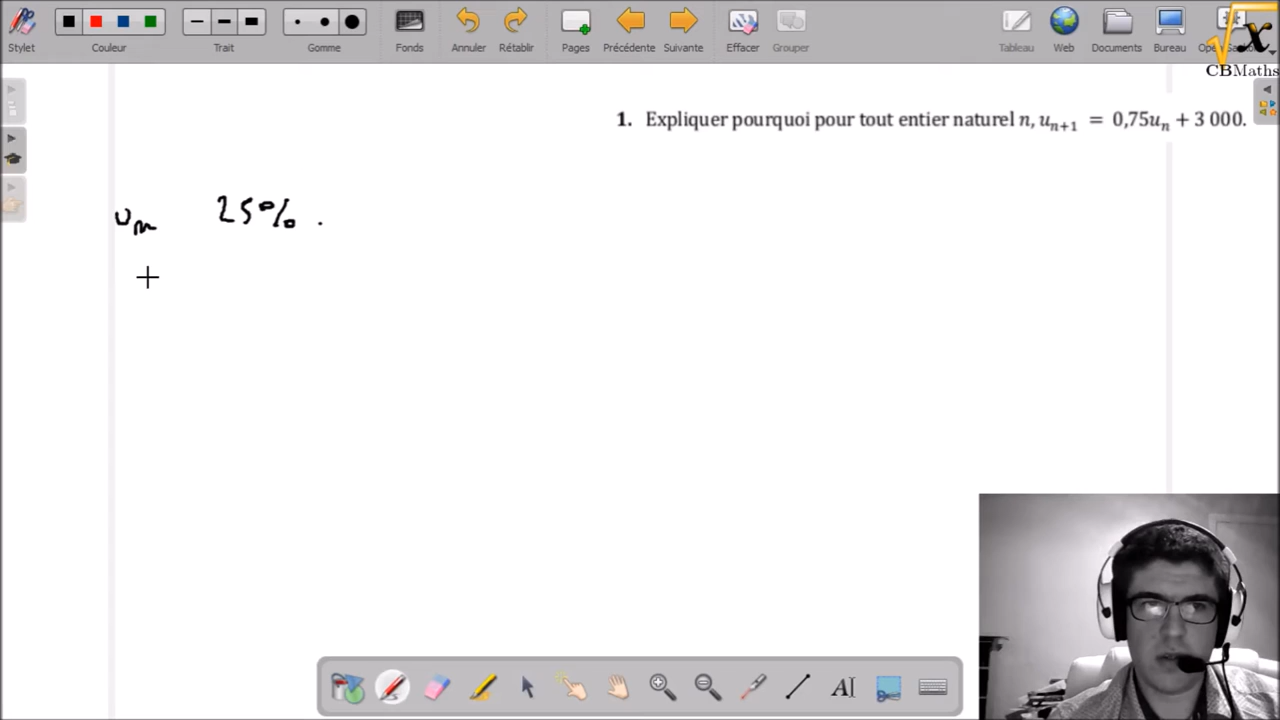 Stylet Couleur Trait Gomme Fonds Annuler Rétablir Pages Précédente Suivante Effacer Grouper Tableau Web Documents Bureau
x
CBMaths
1. Expliquer pourquoi pour tout entier naturel n, uₙ₊₁ = 0,75uₙ + 3 000.
uₙ 25% .
AI